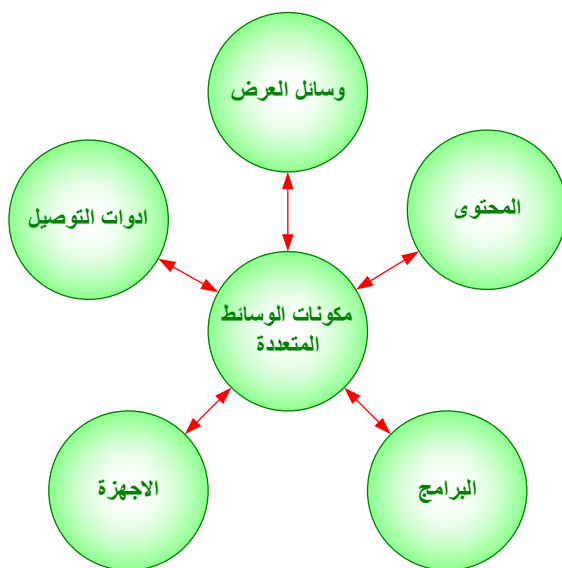 وسائل العرض
المحتوى
ادوات التوصيل
مكونات الوسائط
المتعددة
البرامج
الاجهزة